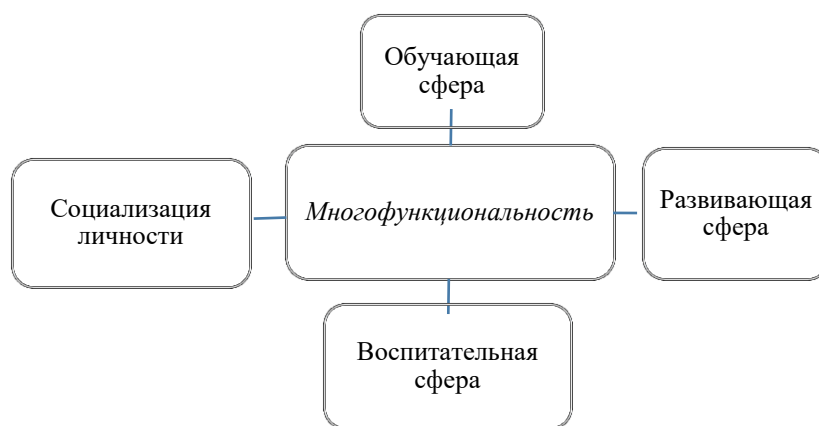 Обучающая
сфера
Социализация
личности
Многофункциональность
Развивающая
сфера
Воспитательная
сфера